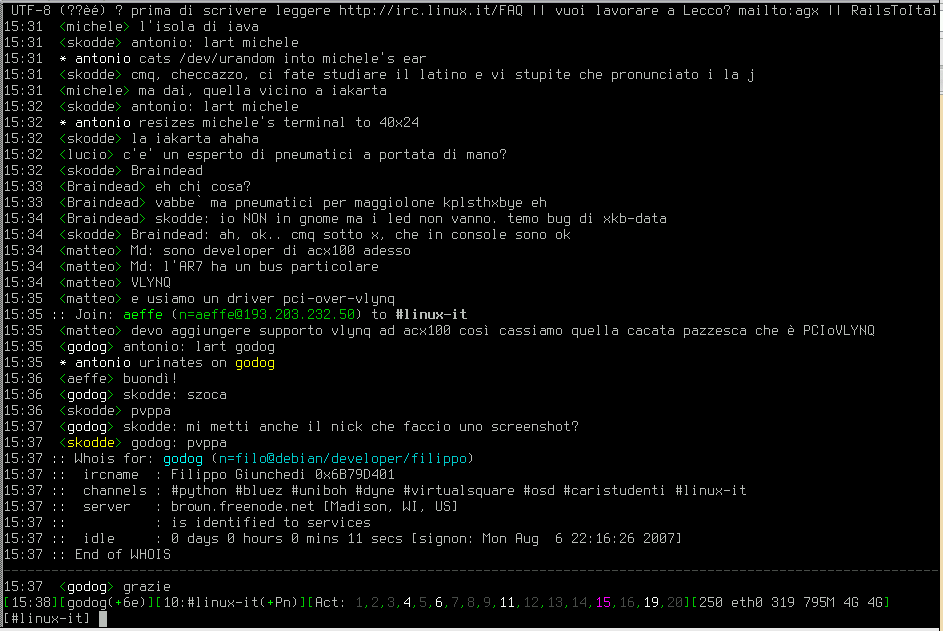 UTF-8 (??èé) ? prima di scrivere leggere http://irc.linux.it/FAQ || vuoi lavorare a Lecco? mailto:agx || RailsToItal
15:31 <michele> l'isola di iava
15:31 <skodde> antonio: lart michele
15:31 * antonio cats /dev/urandom into michele's ear
15:31 <skodde> cmq, checcazzo, ci fate studiare il latino e vi stupite che pronunciato i la j
15:31 <michele> ma dai, quella vicino a iakarta
15:32 <skodde> antonio: lart michele
15:32 * antonio resizes michele's terminal to 40x24
15:32 <skodde> la iakarta ahaha
15:32 <lucio> c'e' un esperto di pneumatici a portata di mano?
15:32 <skodde> Braindead
15:33 <Braindead> eh chi cosa?
15:33 <Braindead> vabbe` ma pneumatici per maggiolone kplsthxbye eh
15:34 <Braindead> skodde: io NON in gnome ma i led non vanno. temo bug di xkb-data
15:34 <skodde> Braindead: ah, ok.. cmq sotto x, che in console sono ok
15:34 <matteo> Md: sono developer di acx100 adesso
15:34 <matteo> Md: l'AR7 ha un bus particolare
15:34 <matteo> VLYNQ
15:35 <matteo> e usiamo un driver pci-over-vlynq
15:35 :: Join: aeffe (n=aeffe@193.203.232.50) to #linux-it
15:35 <matteo> devo aggiungere supporto vlynq ad acx100 così cassiamo quella cacata pazzesca che è PCIoVLYNQ
15:35 <godog> antonio: lart godog
15:35 * antonio urinates on godog
15:36 <aeffe> buondì!
15:36 <godog> skodde: szoca
15:36 <skodde> pvppa
15:37 <godog> skodde: mi metti anche il nick che faccio uno screenshot?
15:37 <skodde> godog: pvppa
15:37 :: Whois for: godog (n=filo@debian/developer/filippo)
15:37 :: ircname : Filippo Giunchedi 0x6B79D401
15:37 :: channels : #python #bluez #uniboh #dyne #virtualsquare #osd #caristudenti #linux-it
15:37 :: server : brown.freenode.net [Madison, WI, US]
15:37 :: : is identified to services
15:37 :: idle : 0 days 0 hours 0 mins 11 secs [signon: Mon Aug 6 22:16:26 2007]
15:37 :: End of WHOIS
15:37 <godog> grazie
[15:38][godog(+6e)][10:#linux-it(+Pn)][Act: 1,2,3,4,5,6,7,8,9,11,12,13,14,15,16,19,20][250 eth0 319 795M 4G 4G]
[#linux-it]